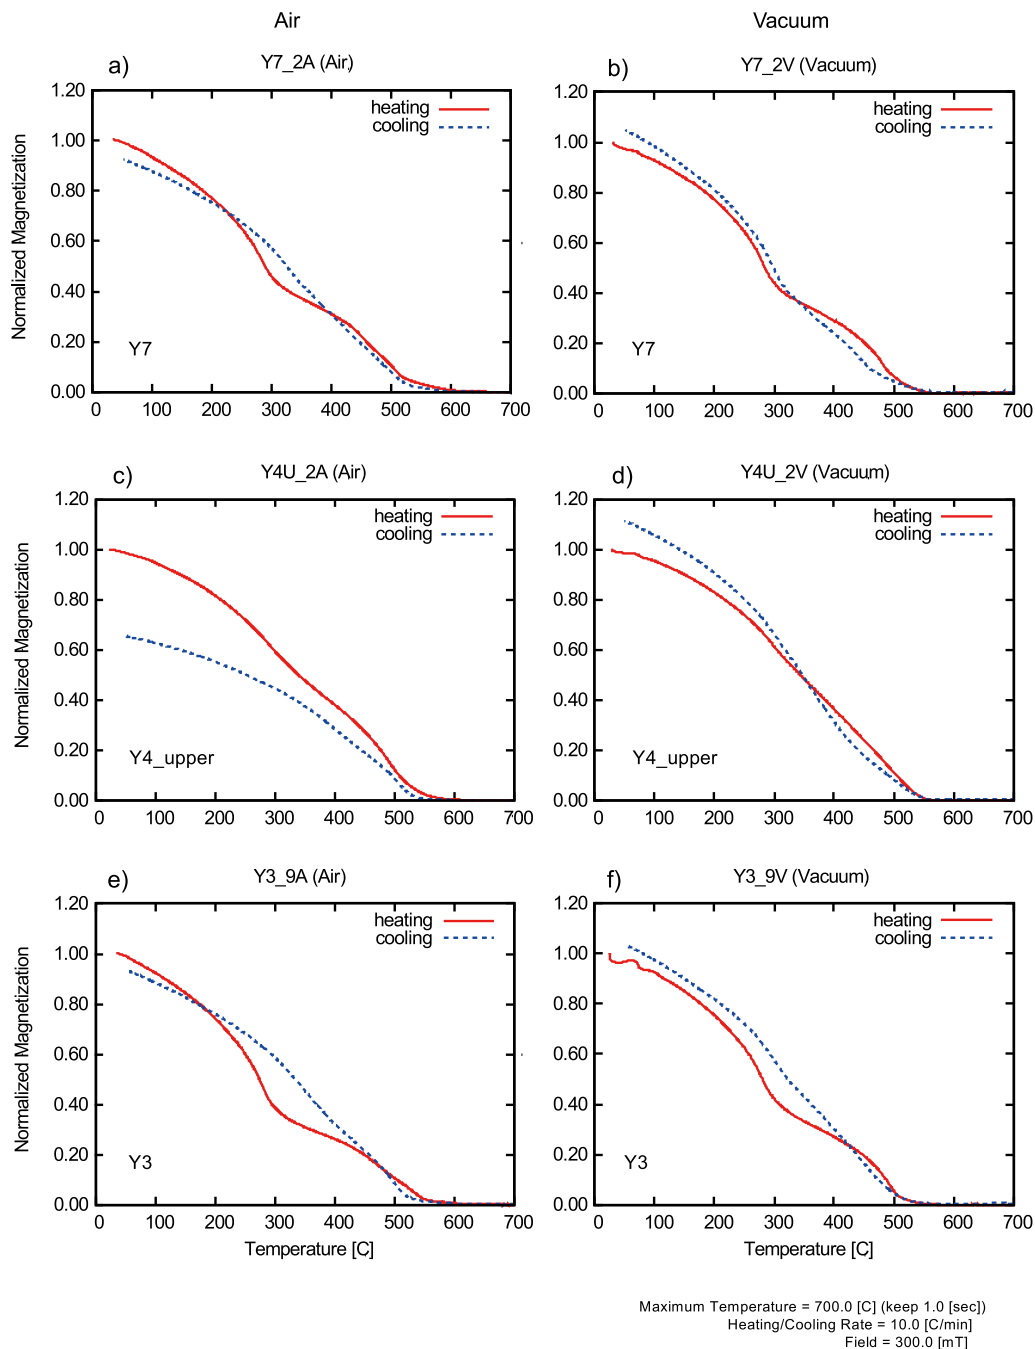 Air
Vacuum
a)
Y7_2A (Air)
1.20
1.00
0.80
0.60
0.40
0.20
0.00
Normalized Magnetization
heating
cooling
Y7
0 100 200 300 400 500 600 700
b)
Y7_2V (Vacuum)
1.20
1.00
0.80
0.60
0.40
0.20
0.00
heating
cooling
Y7
0 100 200 300 400 500 600 700
c)
Y4U_2A (Air)
1.20
1.00
0.80
0.60
0.40
0.20
0.00
Normalized Magnetization
heating
cooling
Y4_upper
0 100 200 300 400 500 600 700
d)
Y4U_2V (Vacuum)
1.20
1.00
0.80
0.60
0.40
0.20
0.00
heating
cooling
Y4_upper
0 100 200 300 400 500 600 700
e)
Y3_9A (Air)
1.20
1.00
0.80
0.60
0.40
0.20
0.00
Normalized Magnetization
heating
cooling
Y3
0 100 200 300 400 500 600 700
Temperature [C]
f)
Y3_9V (Vacuum)
1.20
1.00
0.80
0.60
0.40
0.20
0.00
heating
cooling
Y3
0 100 200 300 400 500 600 700
Temperature [C]
Maximum Temperature = 700.0 [C] (keep 1.0 [sec])
Heating/Cooling Rate = 10.0 [C/min]
Field = 300.0 [mT]